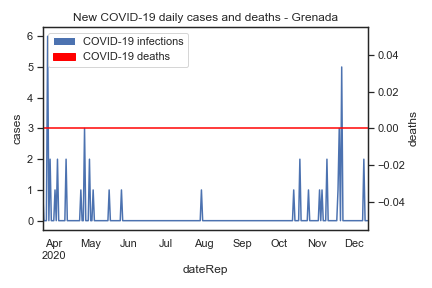 New COVID-19 daily cases and deaths - Grenada
COVID-19 infections
COVID-19 deaths
6
5
4
3
2
1
0
cases
0.04
0.02
0.00
−0.02
−0.04
deaths
Apr May Jun Jul Aug Sep Oct Nov Dec
2020
dateRep